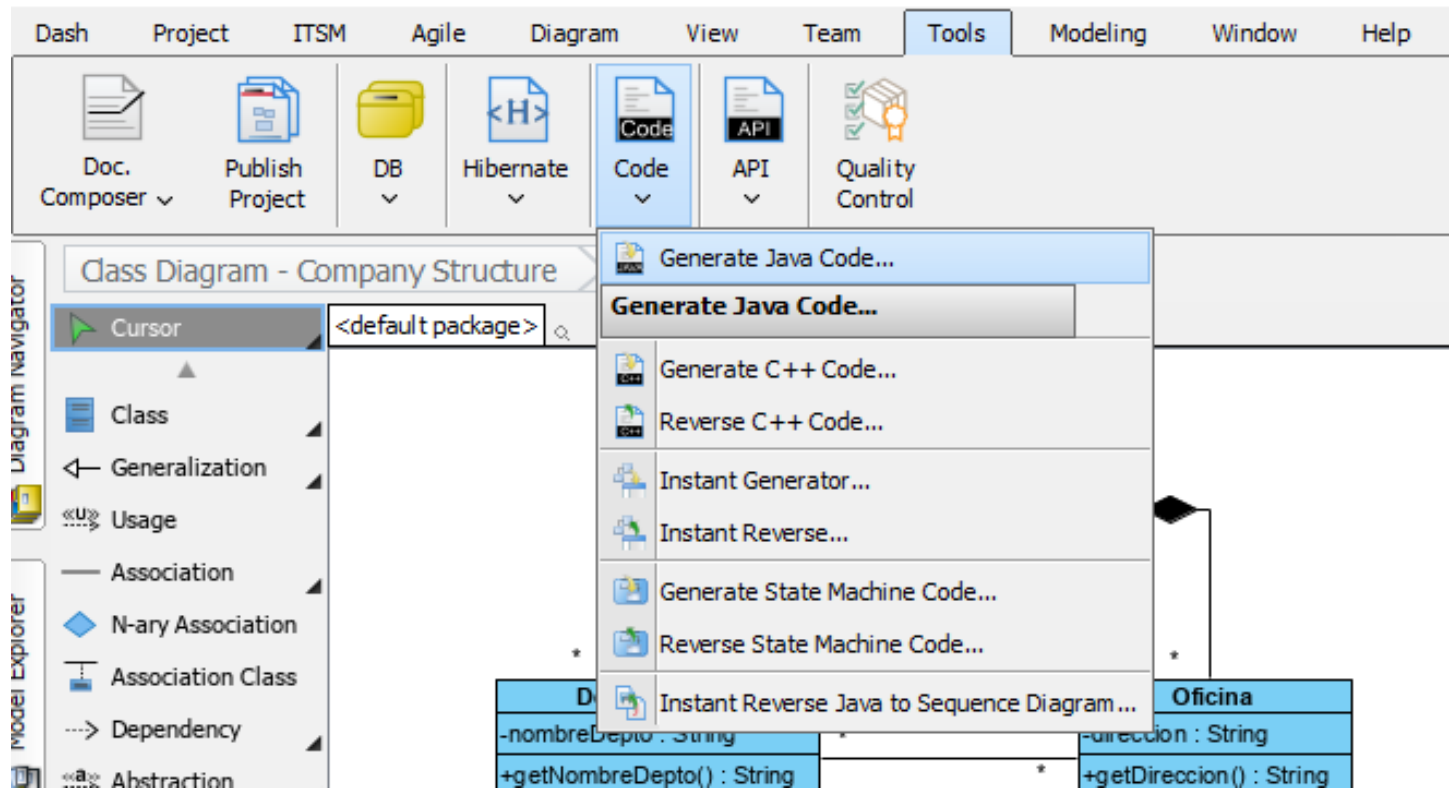 Dash Project ITSM Agile Diagram View Team Tools Modeling Window Help
<H> Code API
Doc. Composer
Publish Project
DB
Hibernate
Code
API
Quality Control
Class Diagram - Company Structure
Diagram Navigator
Model Explorer
Cursor
Class
Generalization
«U» Usage
Association
N-ary Association
Association Class
Dependency
«a» Abstraction
<default package>
JAVA Generate Java Code...
Generate Java Code...
C++ Generate C++ Code...
C++ Reverse C++ Code...
Instant Generator...
Instant Reverse...
Generate State Machine Code...
Reverse State Machine Code...
Instant Reverse Java to Sequence Diagram...
* *
Oficina
-nombreDepto : String
* -direccion : String
+getNombreDepto() : String
* +getDireccion() : String